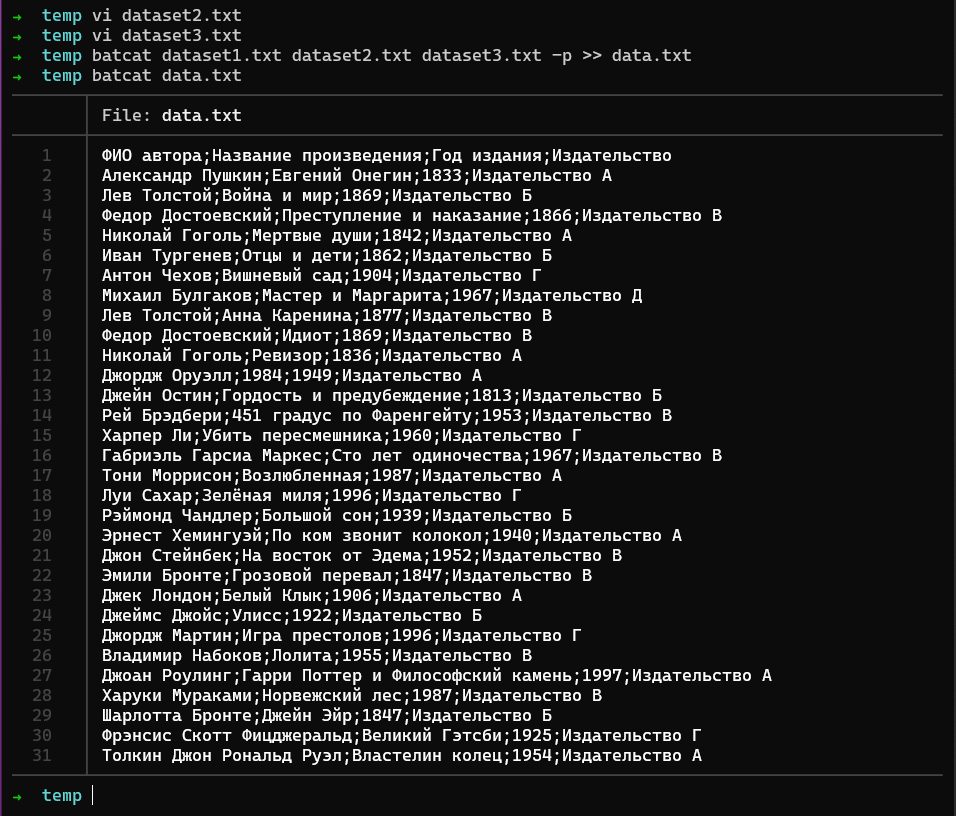 → temp vi dataset2.txt
→ temp vi dataset3.txt
→ temp batcat dataset1.txt dataset2.txt dataset3.txt -p >> data.txt
→ temp batcat data.txt
File: data.txt
1 ФИО автора;Название произведения;Год издания;Издательство
2 Александр Пушкин;Евгений Онегин;1833;Издательство А
3 Лев Толстой;Война и мир;1869;Издательство Б
4 Федор Достоевский;Преступление и наказание;1866;Издательство В
5 Николай Гоголь;Мертвые души;1842;Издательство А
6 Иван Тургенев;Отцы и дети;1862;Издательство Б
7 Антон Чехов;Вишневый сад;1904;Издательство Г
8 Михаил Булгаков;Мастер и Маргарита;1967;Издательство Д
9 Лев Толстой;Анна Каренина;1877;Издательство В
10 Федор Достоевский;Идиот;1869;Издательство В
11 Николай Гоголь;Ревизор;1836;Издательство А
12 Джордж Оруэлл;1984;1949;Издательство А
13 Джейн Остин;Гордость и предубеждение;1813;Издательство Б
14 Рей Брэдбери;451 градус по Фаренгейту;1953;Издательство В
15 Харпер Ли;Убить пересмешника;1960;Издательство Г
16 Габриэль Гарсиа Маркес;Сто лет одиночества;1967;Издательство В
17 Тони Моррисон;Возлюбленная;1987;Издательство А
18 Луи Сахар;Зелёная миля;1996;Издательство Г
19 Рэймонд Чандлер;Большой сон;1939;Издательство Б
20 Эрнест Хемингуэй;По ком звонит колокол;1940;Издательство А
21 Джон Стейнбек;На восток от Эдема;1952;Издательство В
22 Эмили Бронте;Грозовой перевал;1847;Издательство В
23 Джек Лондон;Белый Клык;1906;Издательство А
24 Джеймс Джойс;Улисс;1922;Издательство Б
25 Джордж Мартин;Игра престолов;1996;Издательство Г
26 Владимир Набоков;Лолита;1955;Издательство В
27 Джоан Роулинг;Гарри Поттер и Философский камень;1997;Издательство А
28 Харуки Мураками;Норвежский лес;1987;Издательство В
29 Шарлотта Бронте;Джейн Эйр;1847;Издательство Б
30 Фрэнсис Скотт Фицджеральд;Великий Гэтсби;1925;Издательство Г
31 Толкин Джон Рональд Руэл;Властелин колец;1954;Издательство А
→ temp